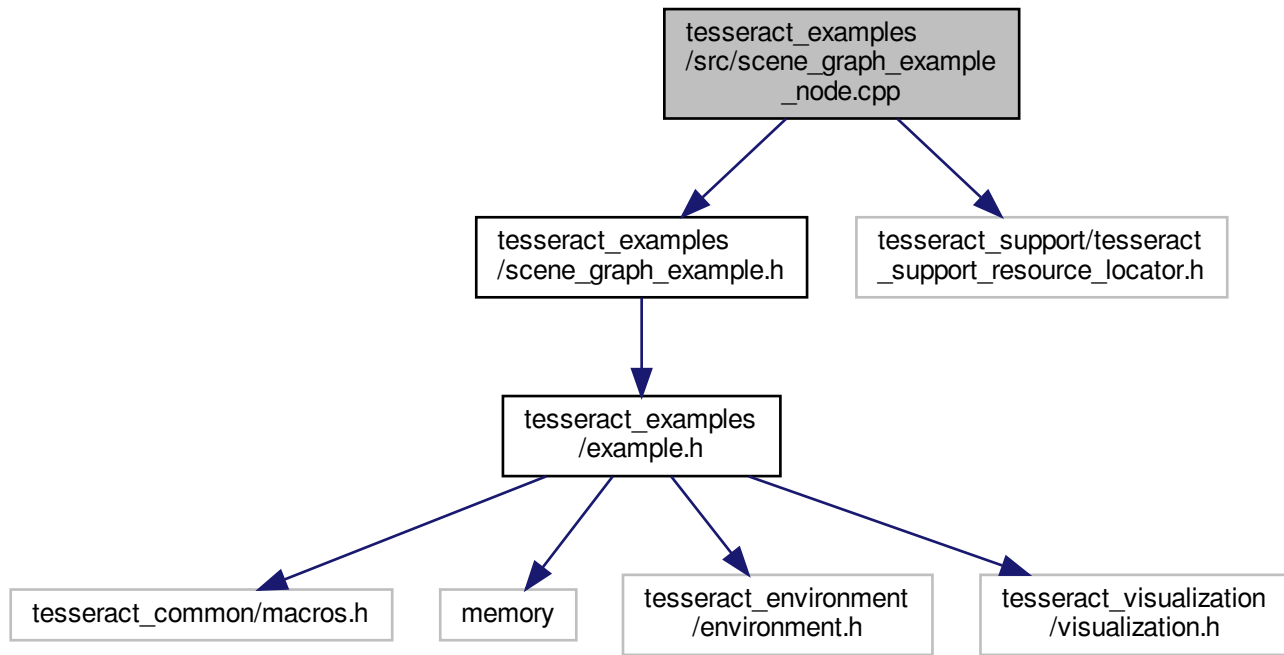 tesseract_examples
/src/scene_graph_example
_node.cpp
tesseract_examples
/scene_graph_example.h
tesseract_support/tesseract
_support_resource_locator.h
tesseract_examples
/example.h
tesseract_common/macros.h
memory
tesseract_environment
/environment.h
tesseract_visualization
/visualization.h